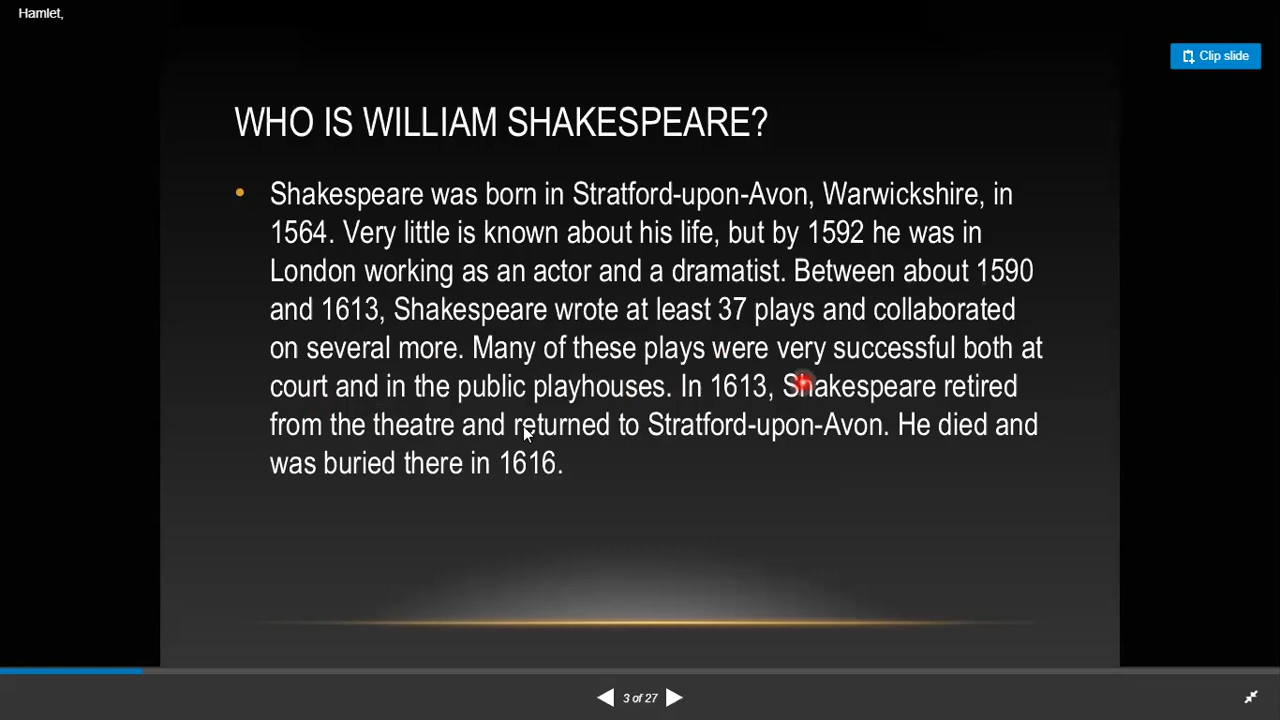 Hamlet,
Clip slide
WHO IS WILLIAM SHAKESPEARE?
• Shakespeare was born in Stratford-upon-Avon, Warwickshire, in
1564. Very little is known about his life, but by 1592 he was in
London working as an actor and a dramatist. Between about 1590
and 1613, Shakespeare wrote at least 37 plays and collaborated
on several more. Many of these plays were very successful both at
court and in the public playhouses. In 1613, Shakespeare retired
from the theatre and returned to Stratford-upon-Avon. He died and
was buried there in 1616.
3 of 27